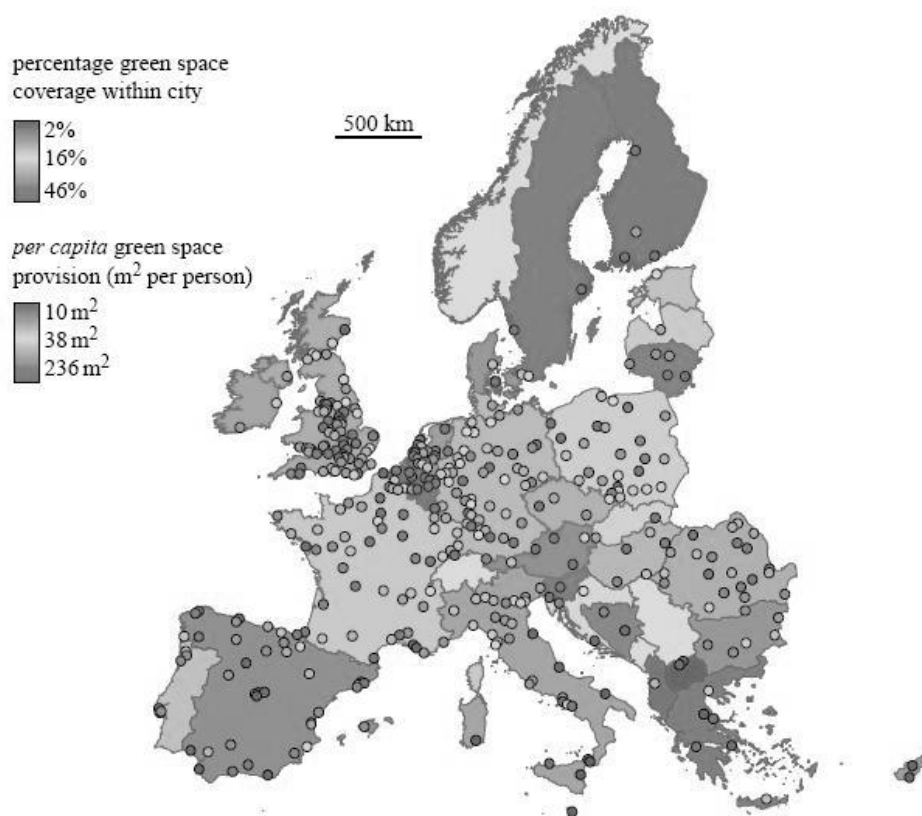 percentage green space
coverage within city
2%
16%
46%
500 km
per capita green space
provision (m² per person)
10 m²
38 m²
236 m²